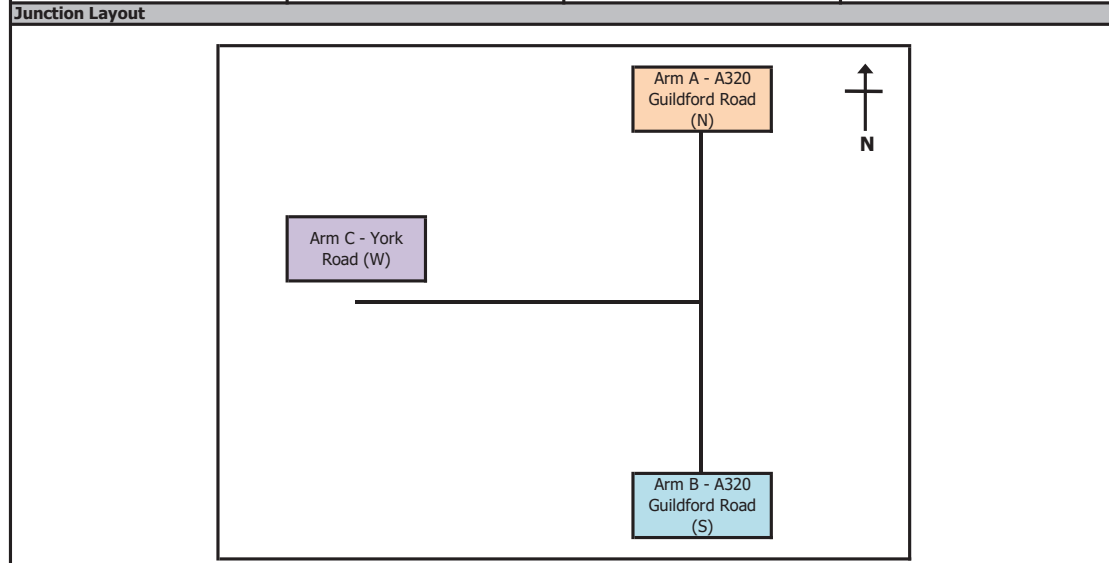 Junction Layout
Arm A - A320
Guildford Road
(N)
N
Arm C - York
Road (W)
Arm B - A320
Guildford Road
(S)